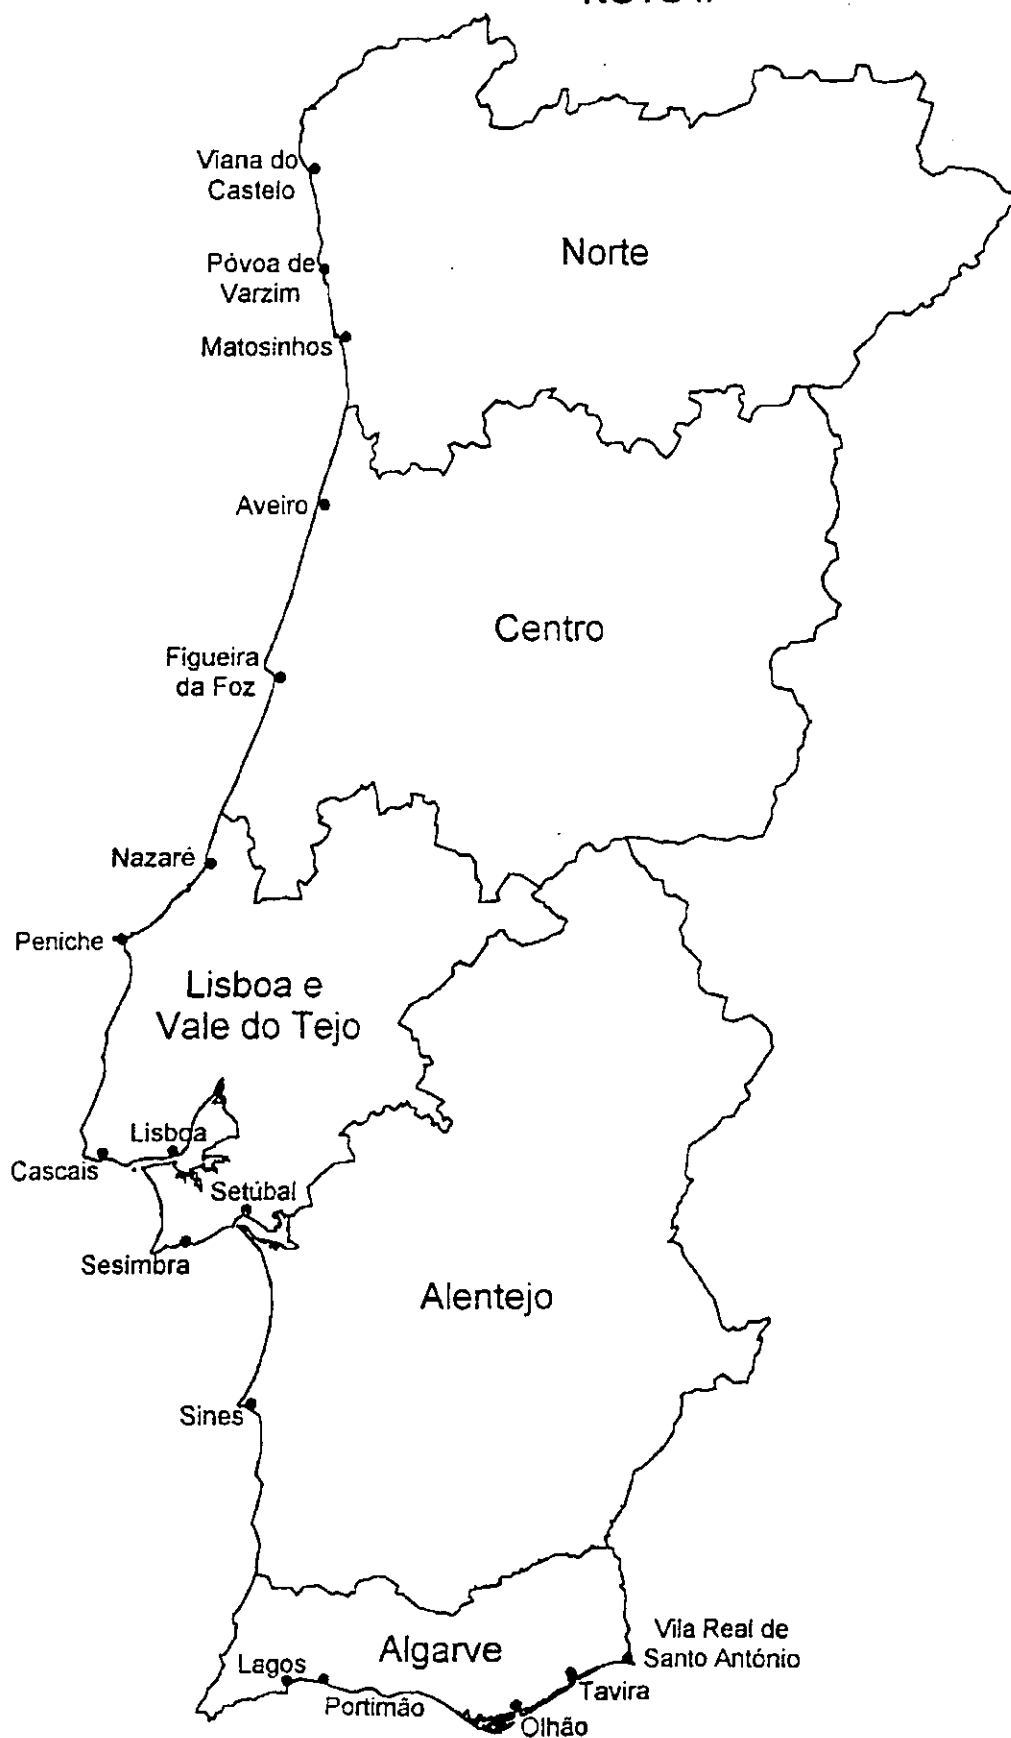 Viana do
Castelo
Norte
Póvoa de
Varzim
Matosinhos
Aveiro
Centro
Figueira
da Foz
Nazaré
Peniche
Lisboa e
Vale do Tejo
Lisboa
Cascais
Setúbal
Sesimbra
Alentejo
Sines
Vila Real de
Santo António
Algarve
Lagos
Tavira
Portimão
Olhão